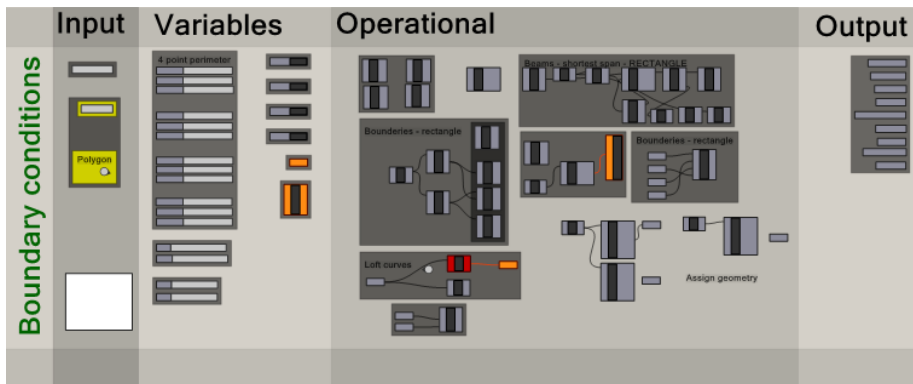 Input
Variables
Operational
Output
Boundary conditions
4 point perimeter
Beams - shortest span - RECTANGLE
Bounderies - rectangle
Bounderies - rectangle
Polygon
Loft curves
Assign geometry